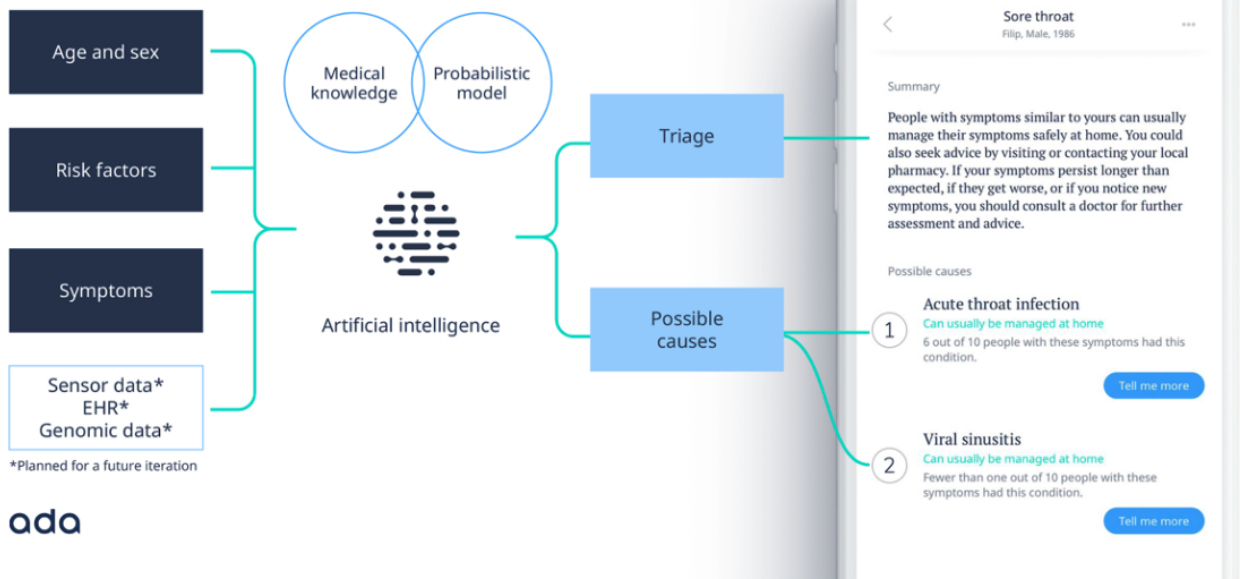 Age and sex
Risk factors
Symptoms
Sensor data*
EHR*
Genomic data*
*Planned for a future iteration
ada
Medical
knowledge
Probabilistic
model
Artificial intelligence
Triage
Possible
causes
Sore throat
Filip, Male, 1986
Summary
People with symptoms similar to yours can usually
manage their symptoms safely at home. You could
also seek advice by visiting or contacting your local
pharmacy. If your symptoms persist longer than
expected, if they get worse, or if you notice new
symptoms, you should consult a doctor for further
assessment and advice.
Possible causes
1
Acute throat infection
Can usually be managed at home
6 out of 10 people with these symptoms had this
condition.
Tell me more
2
Viral sinusitis
Can usually be managed at home
Fewer than one out of 10 people with these
symptoms had this condition.
Tell me more